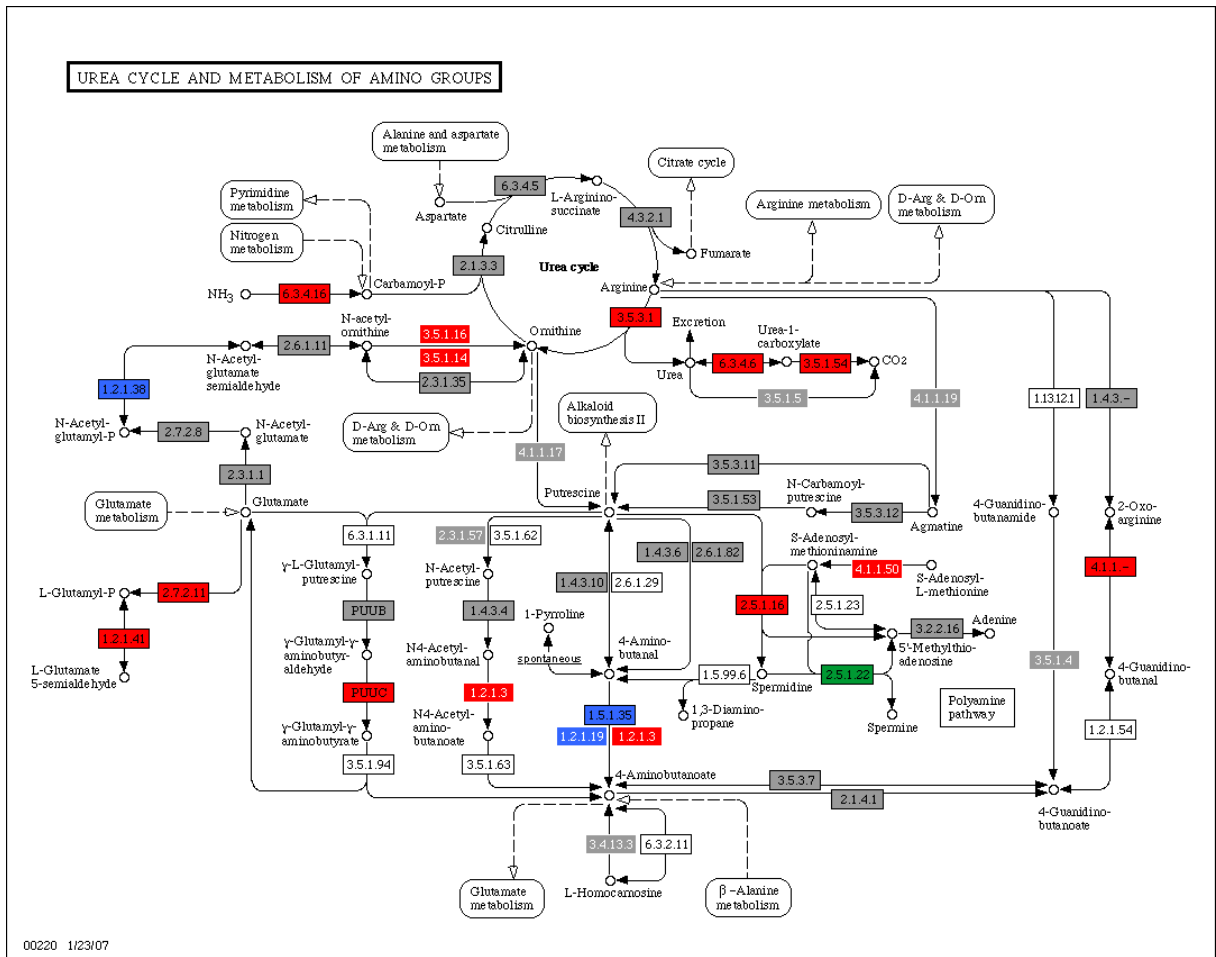 UREA CYCLE AND METABOLISM OF AMINO GROUPS
Alanine and aspartate
metabolism
Citrate cycle
Pyrimidine
metabolism
Nitrogen
metabolism
Arginine metabolism
D-Arg & D-Orn
metabolism
6.3.4.5
L-Arginino-
succinate
4.3.2.1
Aspartate
Citrulline
Fumarate
2.1.3.3
Urea cycle
NH3
6.3.4.16
Carbamoyl-P
Arginine
3.5.3.1
Excretion
Urea-1-
carboxylate
N-acetyl-
ornithine
3.5.1.16
3.5.1.14
Ornithine
2.6.1.11
N-Acetyl-
glutamate
semialdehyde
2.3.1.35
6.3.4.6
3.5.1.54
CO2
Urea
3.5.1.5
4.1.1.19
1.13.12.1
1.4.3.-
1.2.1.38
Alkaloid
biosynthesis II
D-Arg & D-Orn
metabolism
N-Acetyl-
glutamyl-P
2.7.2.8
N-Acetyl-
glutamate
4.1.1.17
2.3.1.1
3.5.3.11
Putrescine
3.5.1.53
N-Carbamoyl-
putrescine
3.5.3.12
Agmatine
Glutamate
metabolism
Glutamate
4-Guanidino-
butanamide
2-Oxo-
arginine
6.3.1.11
2.3.1.57
3.5.1.62
1.4.3.6
2.6.1.82
S-Adenosyl-
methioninamine
4.1.1.50
S-Adenosyl-
L-methionine
4.1.1.-
γ-L-Glutamyl-
putrescine
N-Acetyl-
putrescine
1.4.3.10
2.6.1.29
L-Glutamyl-P
2.7.2.11
2.5.1.16
2.5.1.23
PUUB
1.4.3.4
1-Pyrroline
3.2.2.16
Adenine
1.2.1.41
5'-Methylthio-
adenosine
3.5.1.4
γ-Glutamyl-γ-
aminobutyr-
aldehyde
N4-Acetyl-
aminobutanal
spontaneous
4-Amino-
butanal
1.5.99.6
Spermidine
2.5.1.22
4-Guanidino-
butanal
L-Glutamate
5-semialdehyde
PUUC
1.2.1.3
1,3-Diamino-
propane
Spermine
Polyamine
pathway
1.5.1.35
1.2.1.19
1.2.1.3
1.2.1.54
γ-Glutamyl-γ-
aminobutyrate
N4-Acetyl-
amino-
butanoate
3.5.1.94
3.5.1.63
4-Aminobutanoate
3.5.3.7
2.1.4.1
4-Guanidino-
butanoate
3.4.13.3
6.3.2.11
Glutamate
metabolism
L-Homocarnosine
β-Alanine
metabolism
00220 1/23/07